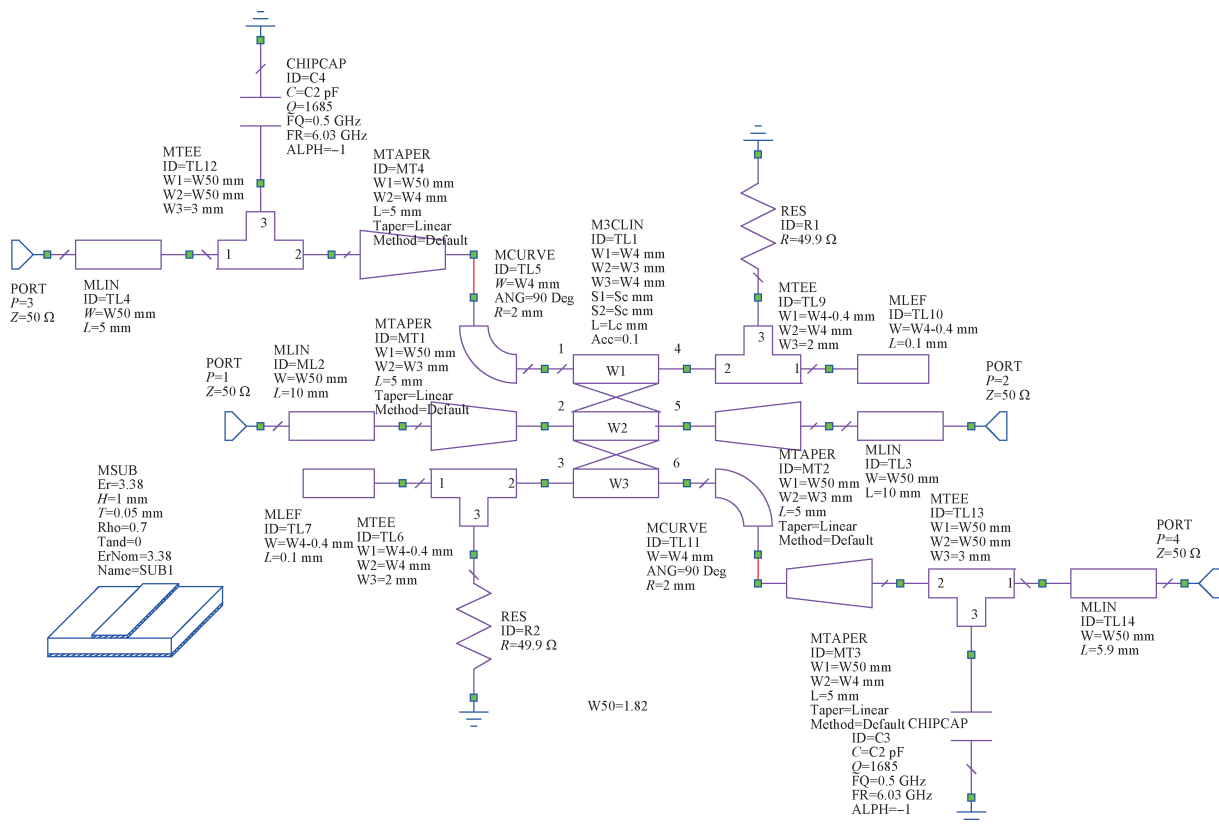 CHIPCAP
ID=C4
C=C2 pF
Q=1685
FQ=0.5 GHz
FR=6.03 GHz
ALPH=−1
MTEE
ID=TL12
W1=W50 mm
W2=W50 mm
W3=3 mm
3
1
2
MTAPER
ID=MT4
W1=W50 mm
W2=W4 mm
L=5 mm
Taper=Linear
Method=Default
PORT
P=3
Z=50 Ω
MLIN
ID=TL4
W=W50 mm
L=5 mm
MCURVE
ID=TL5
W=W4 mm
ANG=90 Deg
R=2 mm
M3CLIN
ID=TL1
W1=W4 mm
W2=W3 mm
W3=W4 mm
S1=Sc mm
S2=Sc mm
L=Lc mm
Acc=0.1
RES
ID=R1
R=49.9 Ω
MTEE
ID=TL9
W1=W4-0.4 mm
W2=W4 mm
W3=2 mm
3
2
1
MLEF
ID=TL10
W=W4-0.4 mm
L=0.1 mm
MTAPER
ID=MT1
W1=W50 mm
W2=W3 mm
L=5 mm
Taper=Linear
Method=Default
MLIN
ID=ML2
W=W50 mm
L=10 mm
PORT
P=1
Z=50 Ω
1
W1
4
2
W2
5
3
W3
6
PORT
P=2
Z=50 Ω
MLIN
ID=TL3
W=W50 mm
L=10 mm
MTAPER
ID=MT2
W1=W50 mm
W2=W3 mm
L=5 mm
Taper=Linear
Method=Default
MSUB
Er=3.38
H=1 mm
T=0.05 mm
Rho=0.7
Tand=0
ErNom=3.38
Name=SUB1
MLEF
ID=TL7
W=W4-0.4 mm
L=0.1 mm
1
2
3
MTEE
ID=TL6
W1=W4-0.4 mm
W2=W4 mm
W3=2 mm
RES
ID=R2
R=49.9 Ω
MCURVE
ID=TL11
W=W4 mm
ANG=90 Deg
R=2 mm
MTEE
ID=TL13
W1=W50 mm
W2=W50 mm
W3=3 mm
2
1
3
PORT
P=4
Z=50 Ω
MLIN
ID=TL14
W=W50 mm
L=5.9 mm
MTAPER
ID=MT3
W1=W50 mm
W2=W4 mm
L=5 mm
Taper=Linear
Method=Default
CHIPCAP
ID=C3
C=C2 pF
Q=1685
FQ=0.5 GHz
FR=6.03 GHz
ALPH=−1
W50=1.82